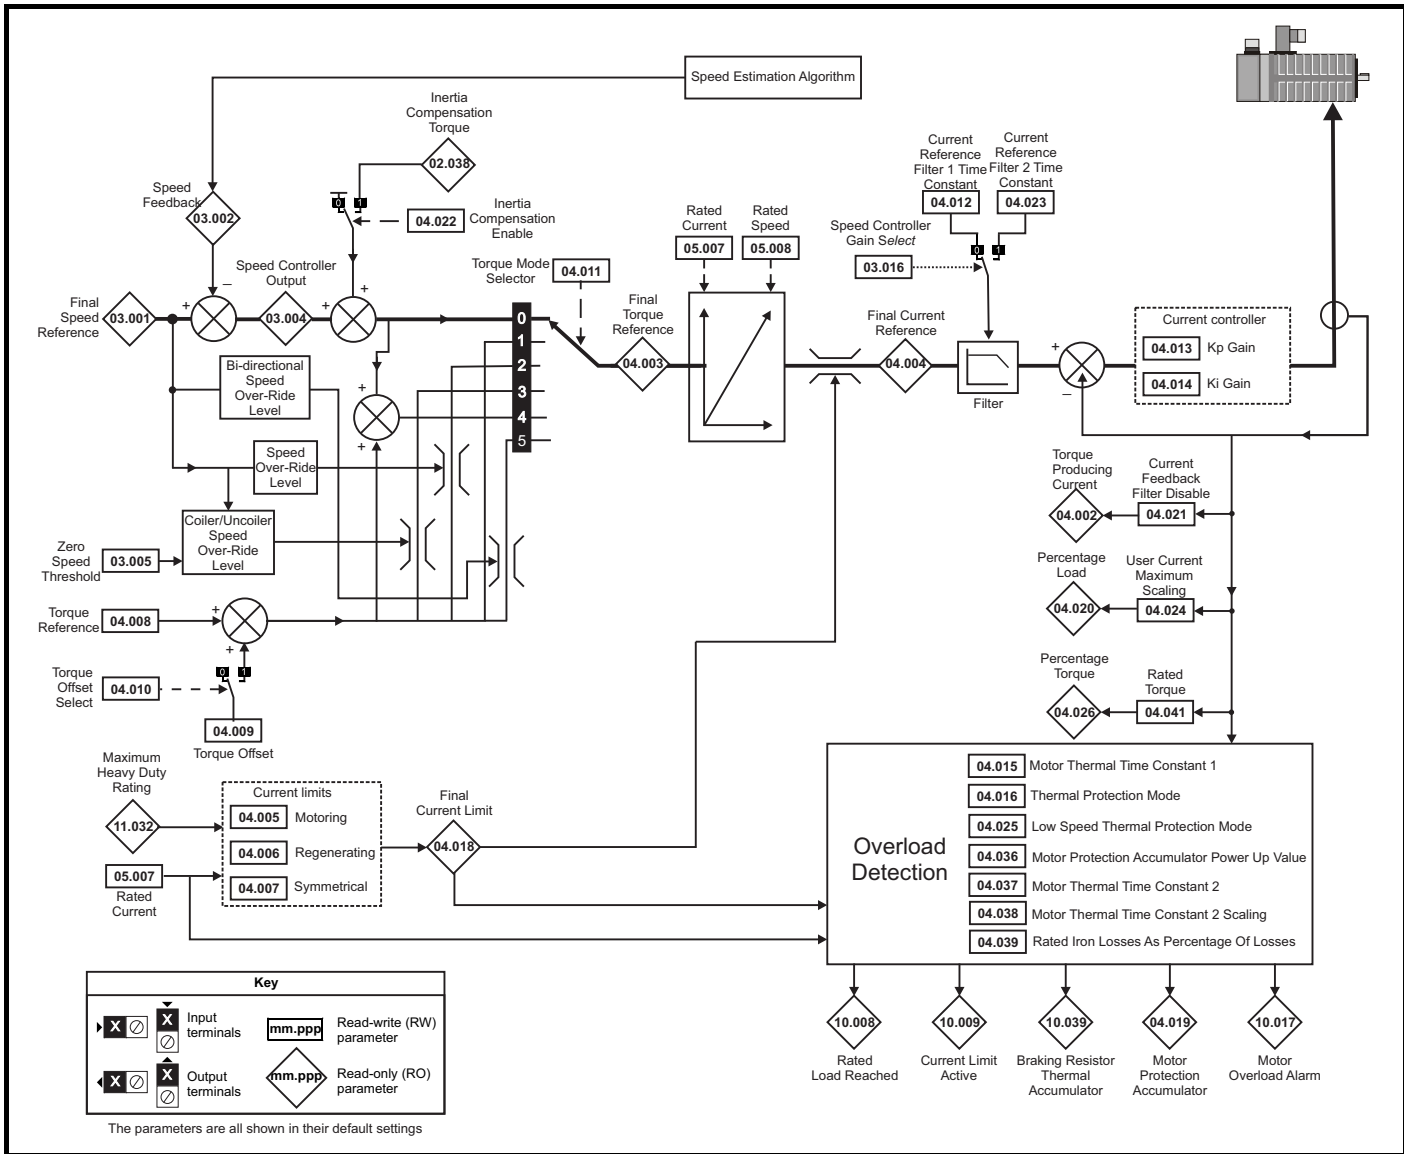 Speed Estimation Algorithm
Inertia
Compensation
Torque
02.038
Speed
Feedback
03.002
0 1
04.022
Inertia
Compensation
Enable
Current
Reference
Filter 1 Time
Constant
04.012
Current
Reference
Filter 2 Time
Constant
04.023
Rated
Current
05.007
Rated
Speed
05.008
Speed Controller
Gain Select
03.016
0 1
Torque Mode
Selector
04.011
Speed Controller
Output
03.004
Final
Speed
Reference
03.001
+
–
+
+
0
1
2
3
4
5
Final
Torque
Reference
04.003
Final Current
Reference
04.004
Filter
+
–
Current controller
04.013
Kp Gain
04.014
Ki Gain
Bi-directional
Speed
Over-Ride
Level
+
+
Speed
Over-Ride
Level
Coiler/Uncoiler
Speed
Over-Ride
Level
Zero
Speed
Threshold
03.005
Torque
Reference
04.008
+
+
Torque
Offset
Select
04.010
0 1
04.009
Torque Offset
Torque
Producing
Current
04.002
Current
Feedback
Filter Disable
04.021
Percentage
Load
04.020
User Current
Maximum
Scaling
04.024
Percentage
Torque
04.026
Rated
Torque
04.041
Maximum
Heavy Duty
Rating
11.032
05.007
Rated
Current
Current limits
04.005
Motoring
04.006
Regenerating
04.007
Symmetrical
Final
Current Limit
04.018
Overload
Detection
04.015
Motor Thermal Time Constant 1
04.016
Thermal Protection Mode
04.025
Low Speed Thermal Protection Mode
04.036
Motor Protection Accumulator Power Up Value
04.037
Motor Thermal Time Constant 2
04.038
Motor Thermal Time Constant 2 Scaling
04.039
Rated Iron Losses As Percentage Of Losses
10.008
Rated
Load Reached
10.009
Current Limit
Active
10.039
Braking Resistor
Thermal
Accumulator
04.019
Motor
Protection
Accumulator
10.017
Motor
Overload Alarm
Key
X
X
Input
terminals
mm.ppp
Read-write (RW)
parameter
X
X
Output
terminals
mm.ppp
Read-only (RO)
parameter
The parameters are all shown in their default settings